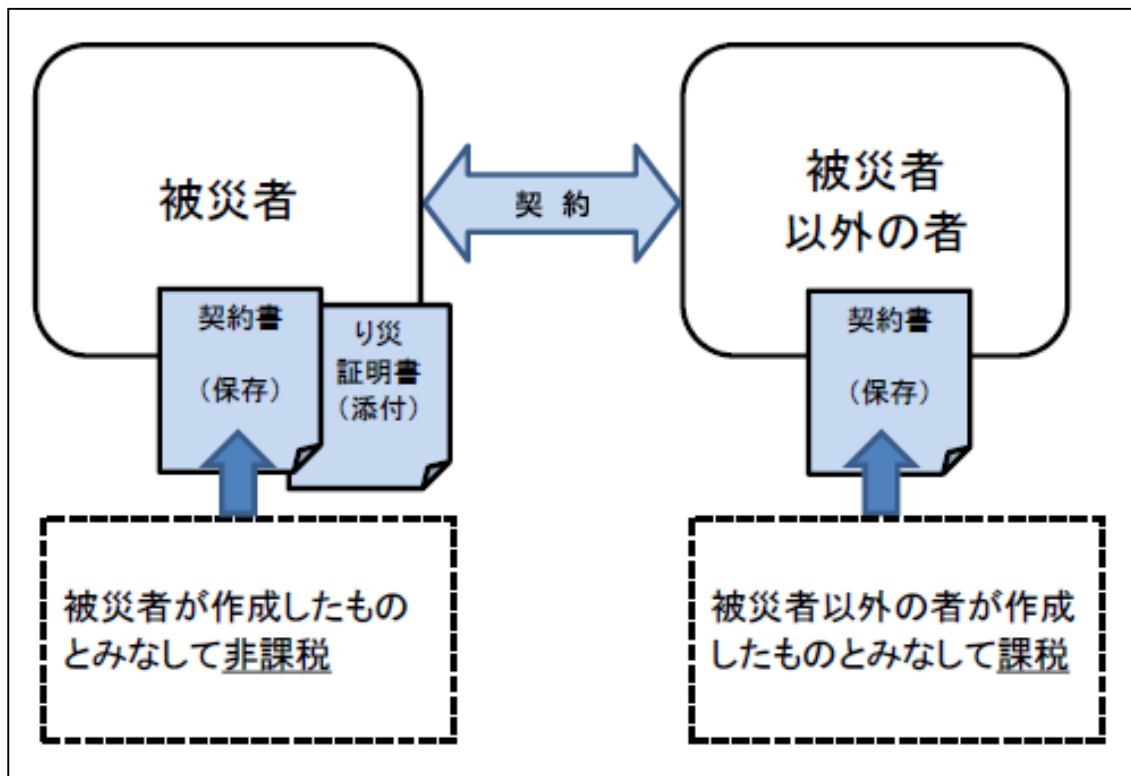 被災者
契 約
被災者
以外の者
契約書
（保存）
り災
証明書
（添付）
契約書
（保存）
被災者が作成したもの
とみなして非課税
被災者以外の者が作成
したものとみなして課税